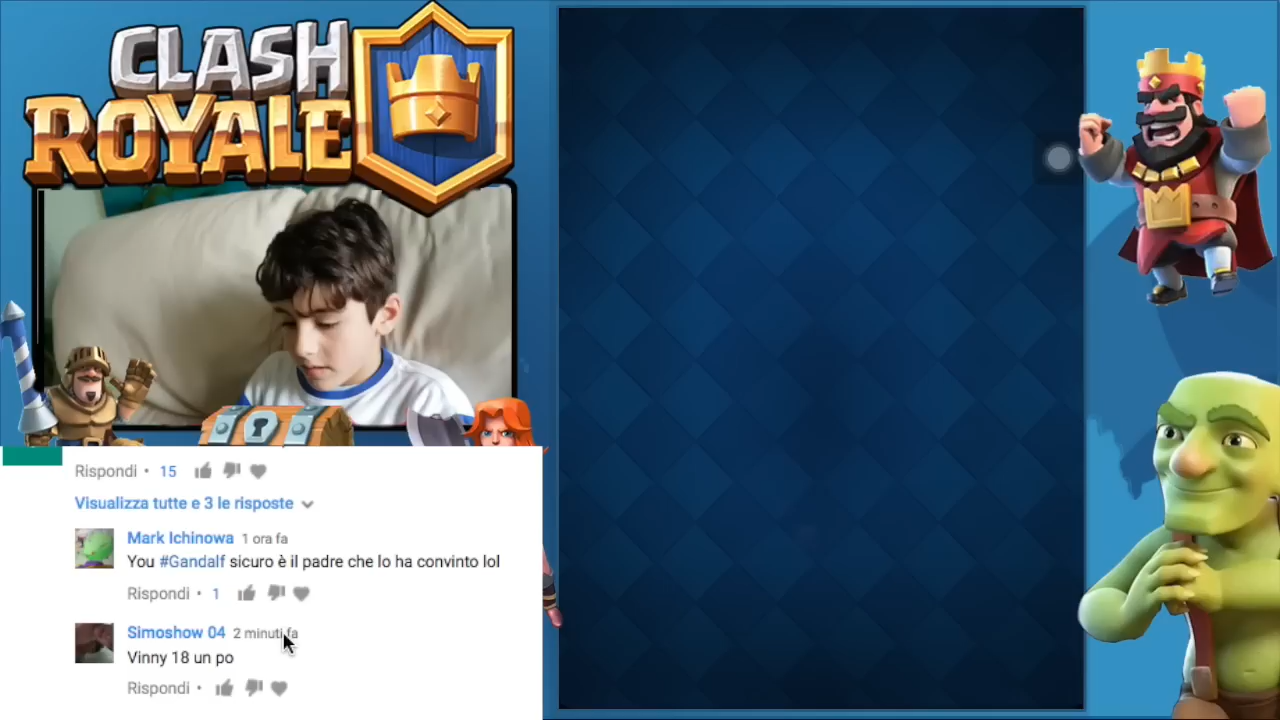 CLASH
ROYALE
Rispondi • 15
Visualizza tutte e 3 le risposte
Mark Ichinowa 1 ora fa
You #Gandalf sicuro è il padre che lo ha convinto lol
Rispondi • 1
Simoshow 04 2 minuti fa
Vinny 18 un po
Rispondi •